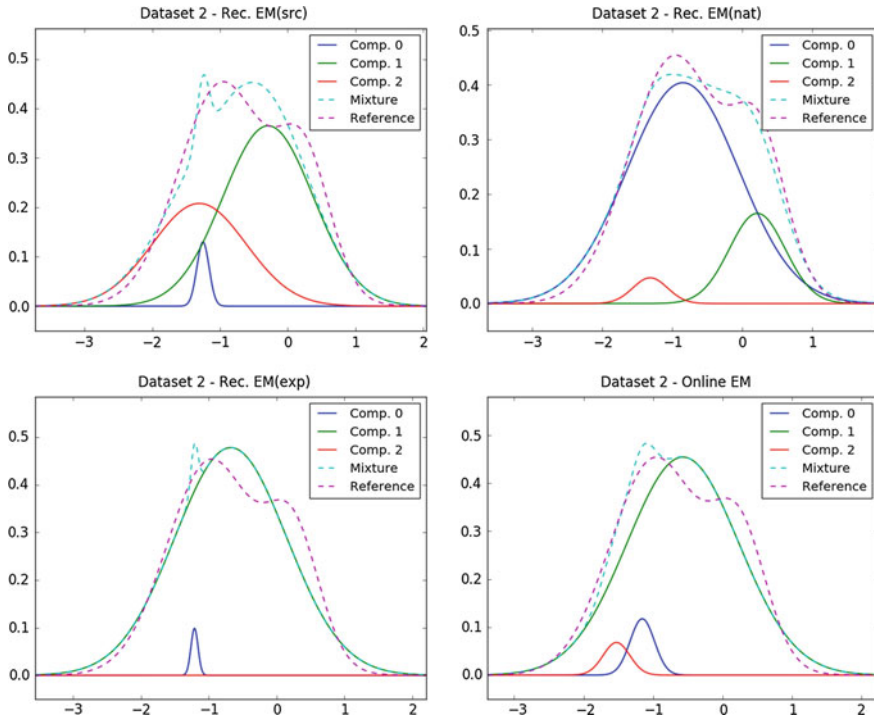 Dataset 2 - Rec. EM(src)
0.5
0.4
0.3
0.2
0.1
0.0
−3
−2
−1
0
1
2
Comp. 0
Comp. 1
Comp. 2
Mixture
Reference
Dataset 2 - Rec. EM(nat)
0.5
0.4
0.3
0.2
0.1
0.0
−3
−2
−1
0
1
Comp. 0
Comp. 1
Comp. 2
Mixture
Reference
Dataset 2 - Rec. EM(exp)
0.5
0.4
0.3
0.2
0.1
0.0
−3
−2
−1
0
1
2
Comp. 0
Comp. 1
Comp. 2
Mixture
Reference
Dataset 2 - Online EM
0.5
0.4
0.3
0.2
0.1
0.0
−3
−2
−1
0
1
2
Comp. 0
Comp. 1
Comp. 2
Mixture
Reference